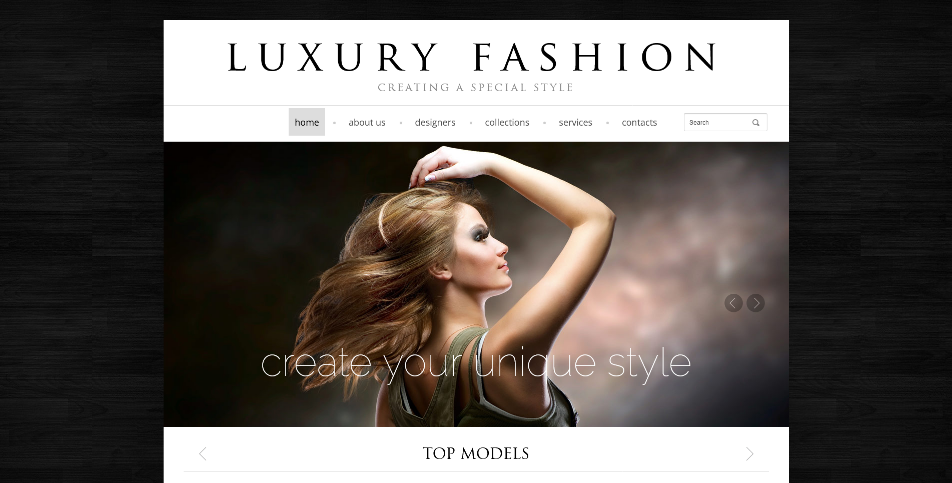 LUXURY FASHION
CREATING A SPECIAL STYLE
home about us designers collections services contacts Search
create your unique style
TOP MODELS